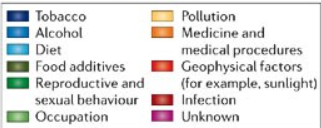 Tobacco
Alcohol
Diet
Food additives
Reproductive and
sexual behaviour
Occupation
Pollution
Medicine and
medical procedures
Geophysical factors
(for example, sunlight)
Infection
Unknown